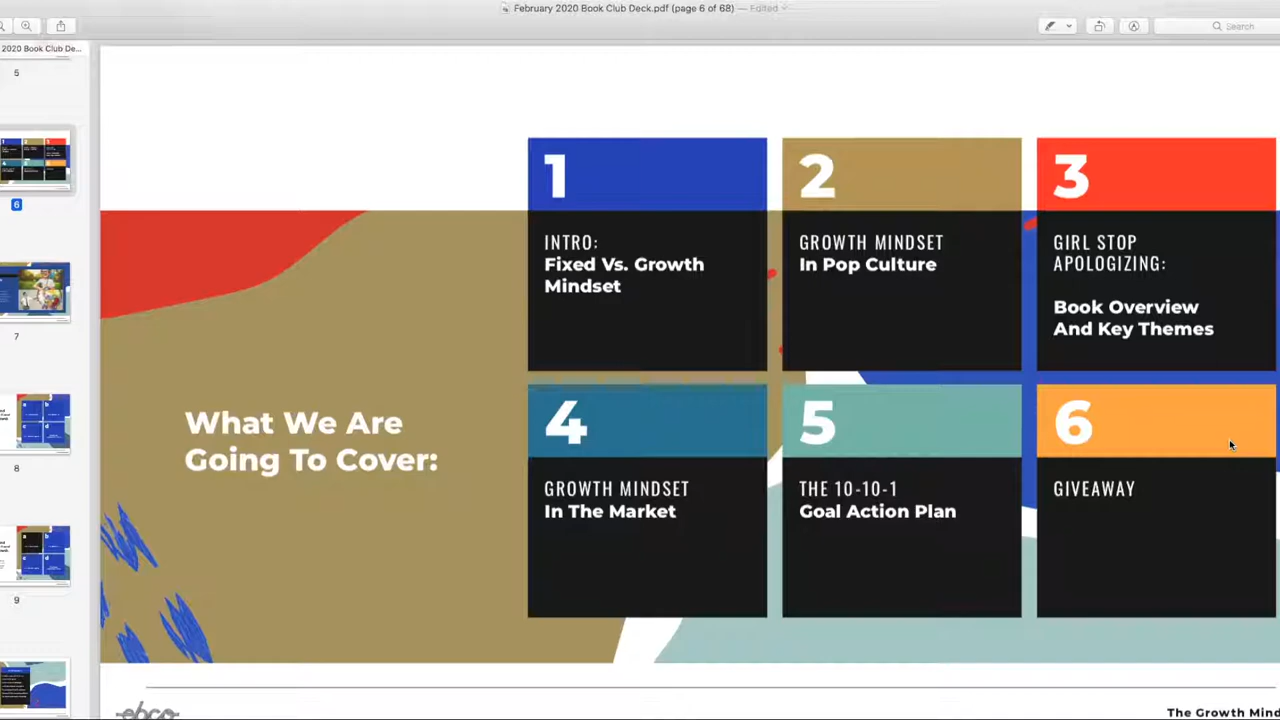 February 2020 Book Club Deck.pdf (page 6 of 68) — Edited
Search
2020 Book Club De...
5
6
7
8
9
What We Are
Going To Cover:
1
INTRO:
Fixed Vs. Growth
Mindset
2
GROWTH MINDSET
In Pop Culture
3
GIRL STOP
APOLOGIZING:
Book Overview
And Key Themes
4
GROWTH MINDSET
In The Market
5
THE 10-10-1
Goal Action Plan
6
GIVEAWAY
ebco
The Growth Mind